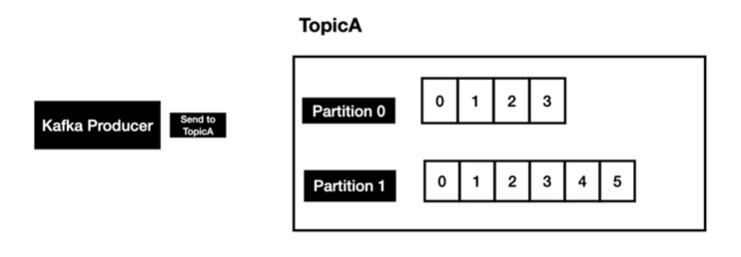 TopicA
Kafka Producer
Send to
TopicA
Partition 0
0 1 2 3
Partition 1
0 1 2 3 4 5